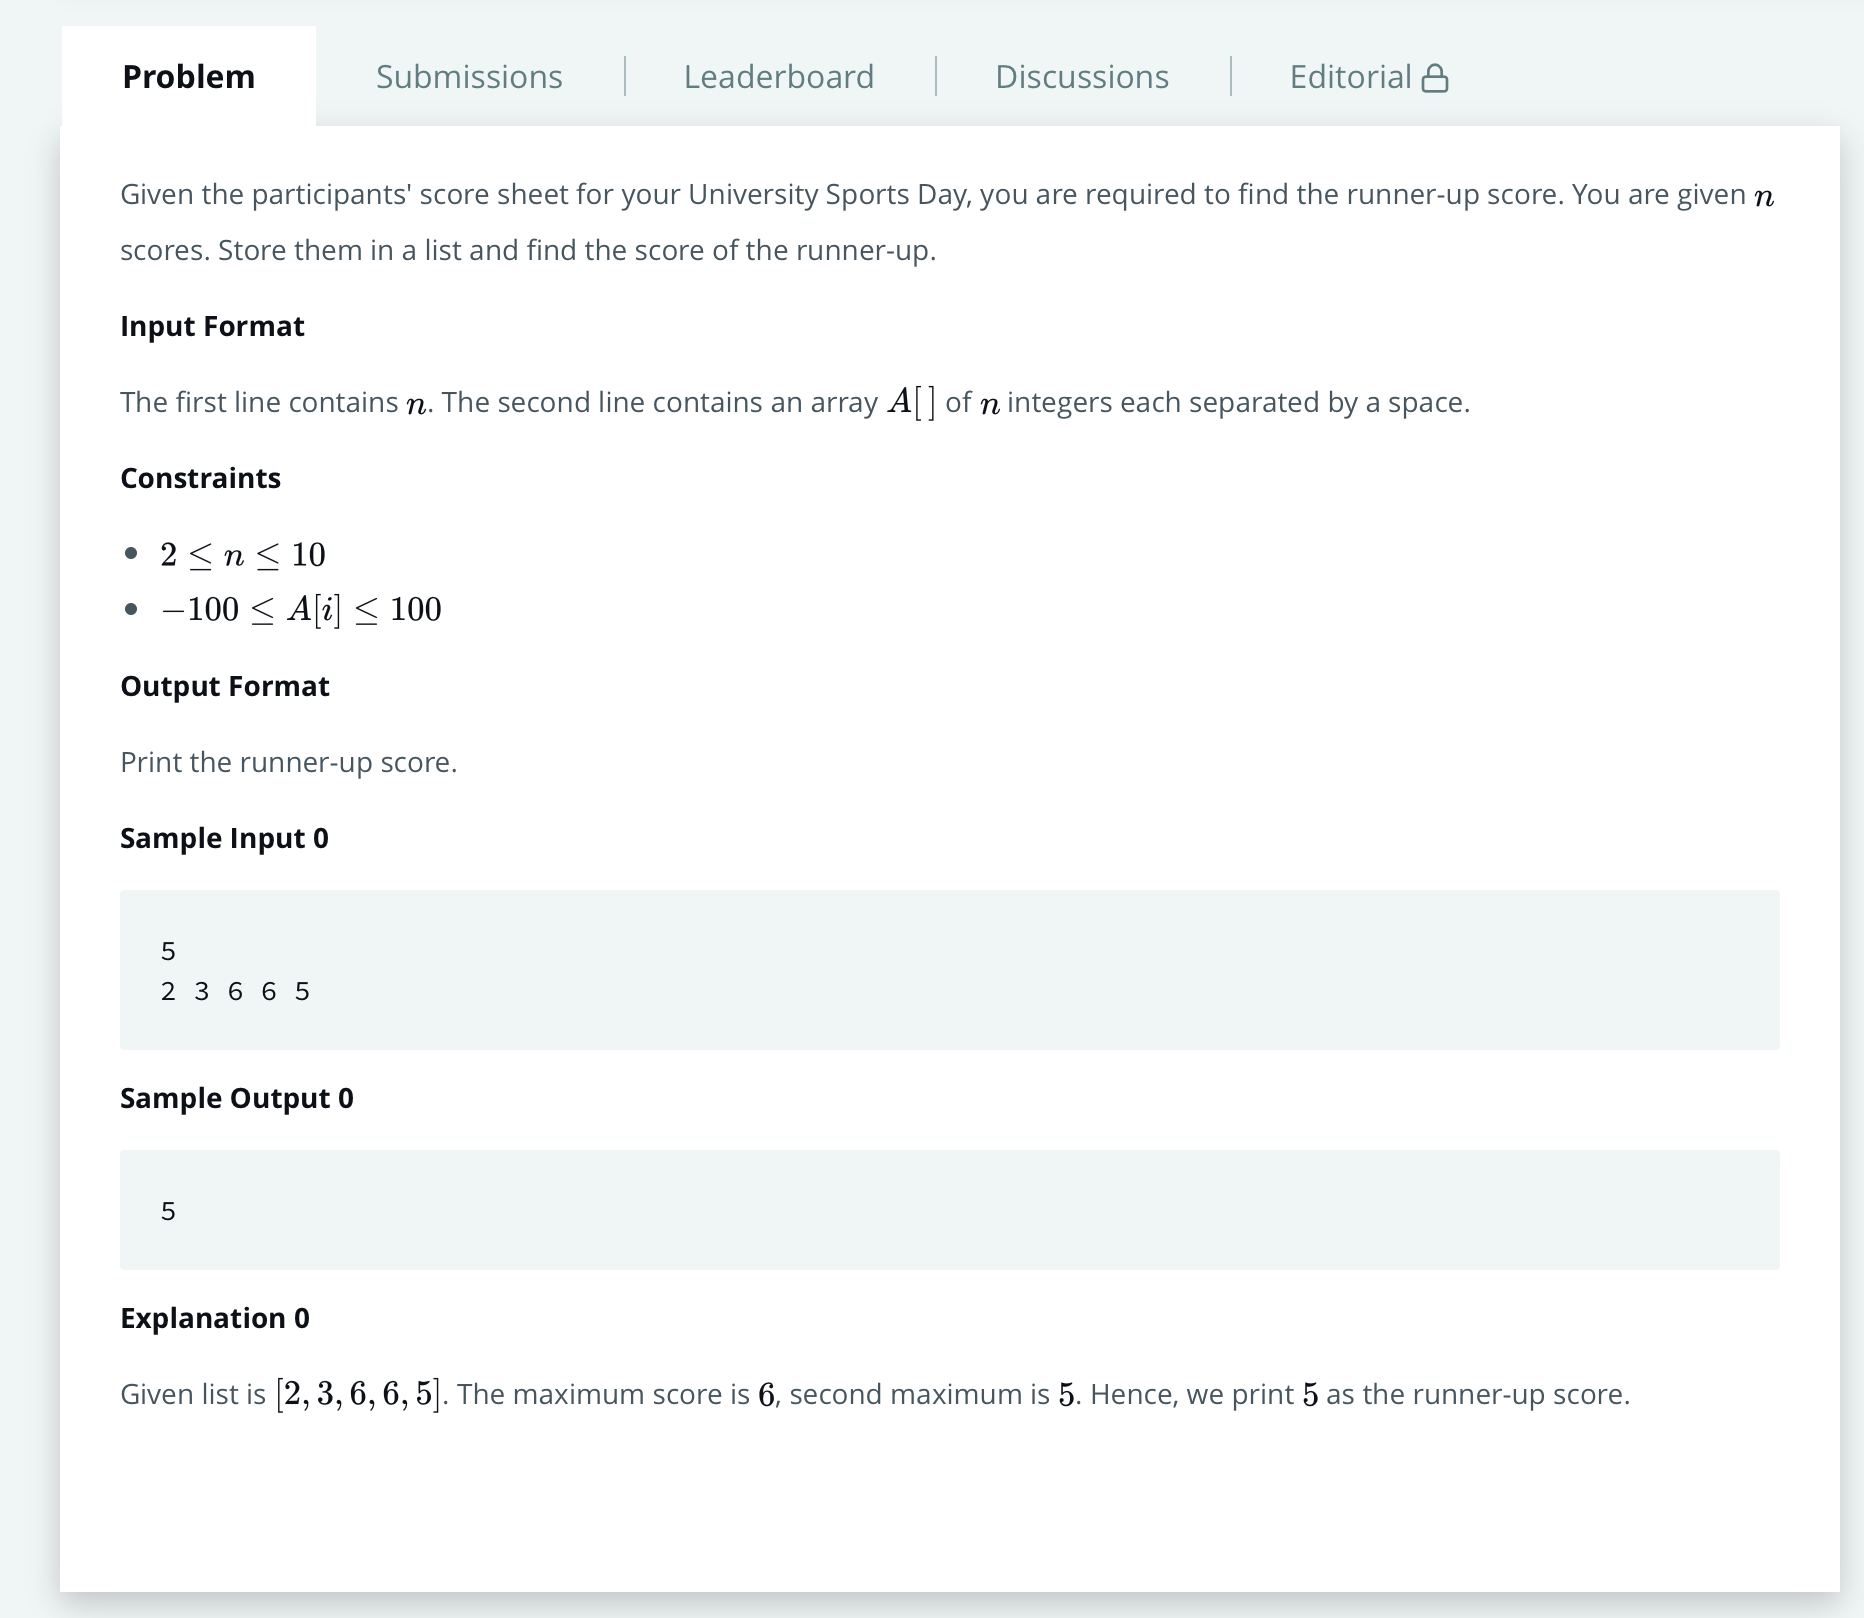 Problem
Submissions
Leaderboard
Discussions
Editorial
Given the participants' score sheet for your University Sports Day, you are required to find the runner-up score. You are given n
scores. Store them in a list and find the score of the runner-up.
Input Format
The first line contains n. The second line contains an array A[] of n integers each separated by a space.
Constraints
2 ≤ n ≤ 10
−100 ≤ A[i] ≤ 100
Output Format
Print the runner-up score.
Sample Input 0
5
2 3 6 6 5
Sample Output 0
5
Explanation 0
Given list is [2, 3, 6, 6, 5]. The maximum score is 6, second maximum is 5. Hence, we print 5 as the runner-up score.